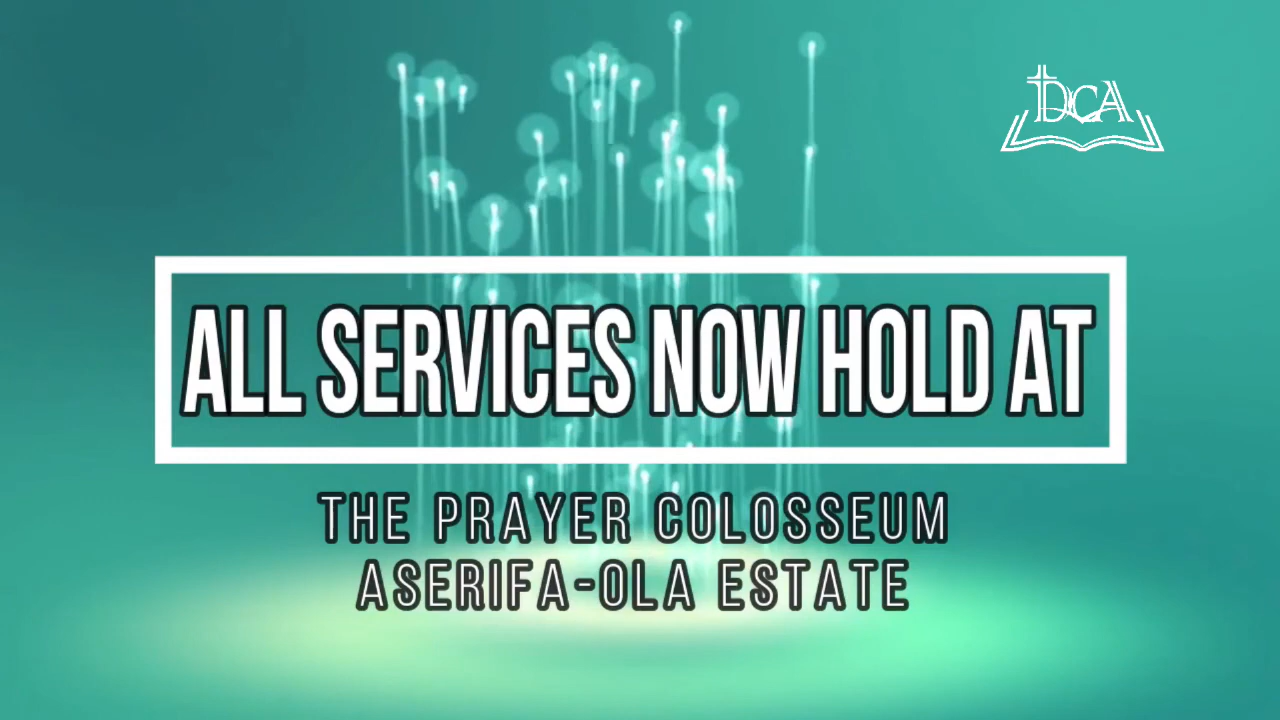 DCA
ALL SERVICES NOW HOLD AT
THE PRAYER COLOSSEUM
ASERIFA-OLA ESTATE